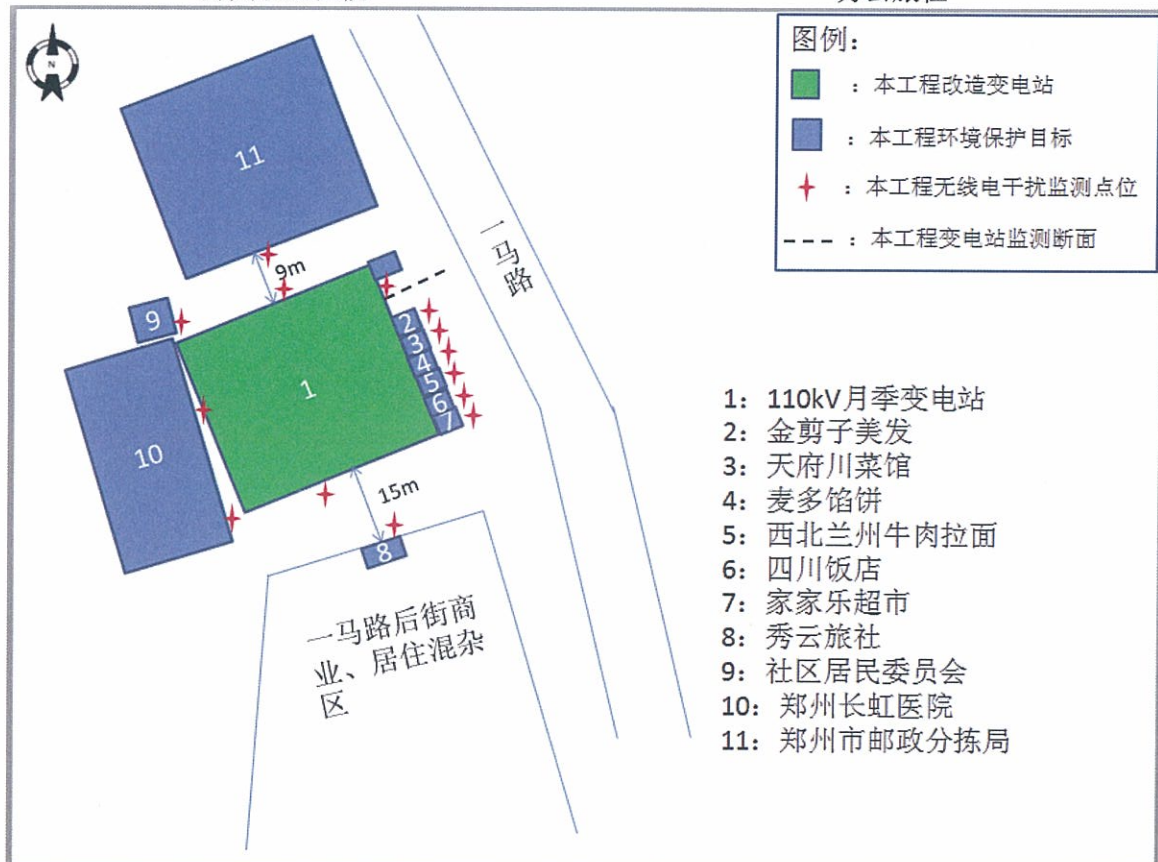 N
图例：
：本工程改造变电站
：本工程环境保护目标
：本工程无线电干扰监测点位
：本工程变电站监测断面
11
一马路
9m
9
2
3
4
5
6
7
1
10
15m
8
一马路后街商
业、居住混杂
区
1：110kV月季变电站
2：金剪子美发
3：天府川菜馆
4：麦多馅饼
5：西北兰州牛肉拉面
6：四川饭店
7：家家乐超市
8：秀云旅社
9：社区居民委员会
10：郑州长虹医院
11：郑州市邮政分拣局